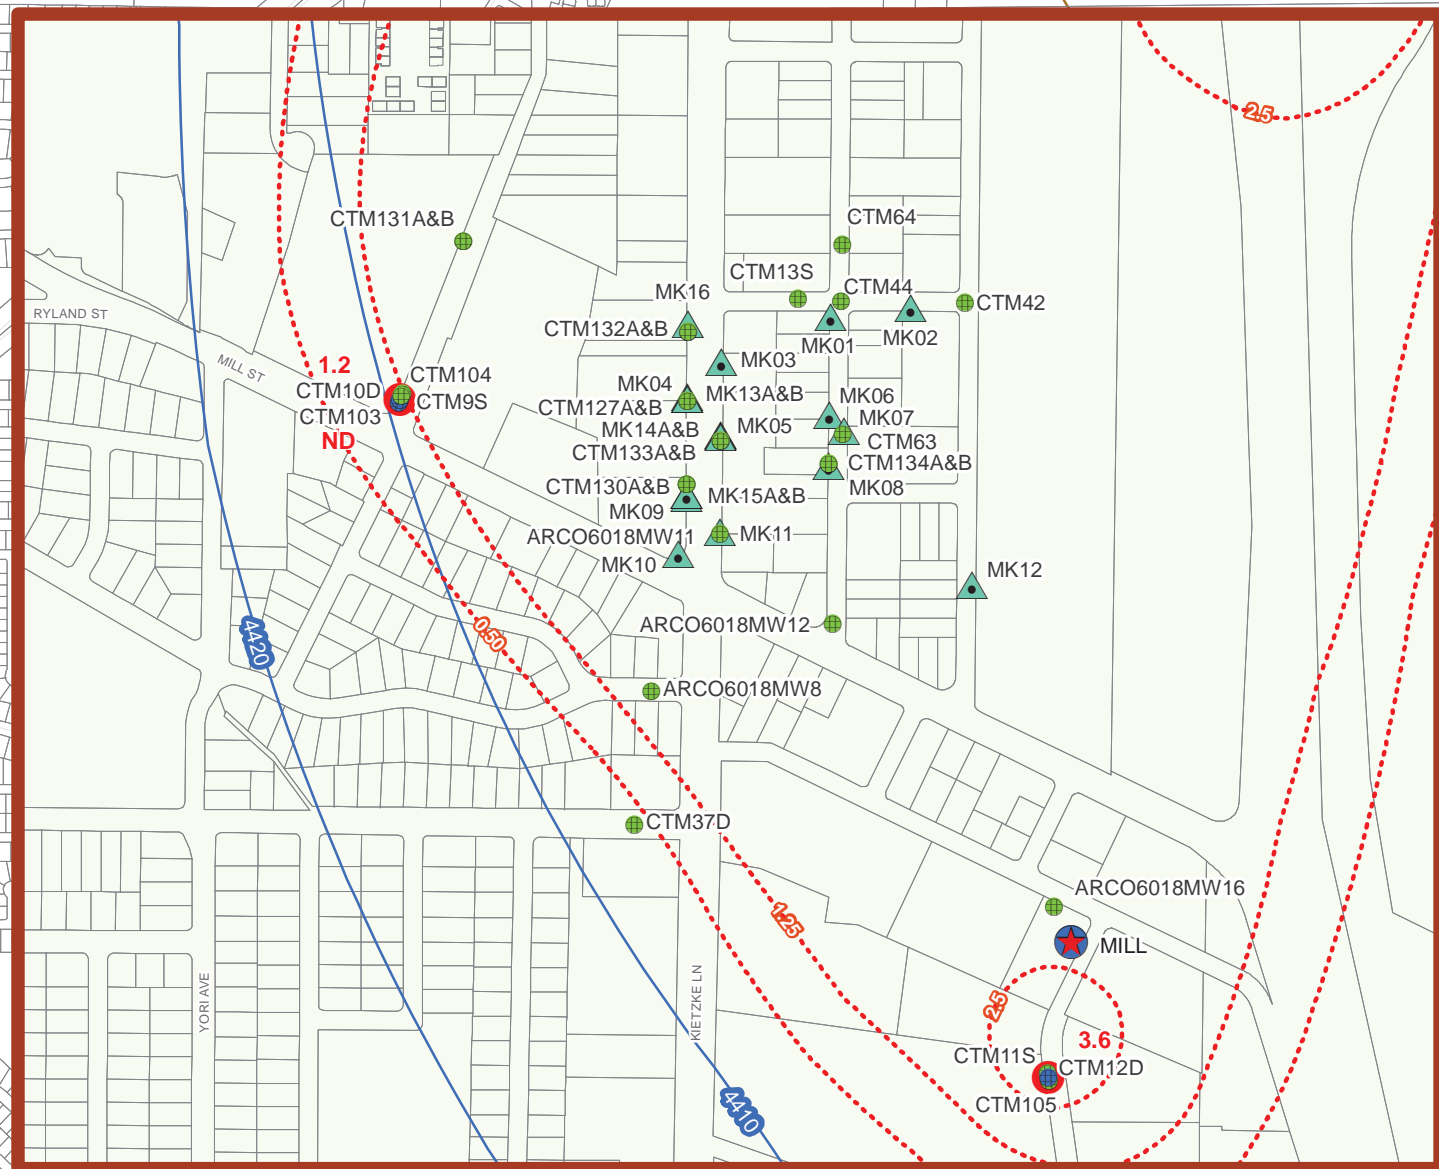 2.5
CTM131A&B
CTM64
CTM13S
CTM44
CTM42
MK16
CTM132A&B
MK01
MK02
RYLAND ST
MILL ST
1.2
CTM104
CTM10D
CTM9S
CTM103
ND
MK03
MK04
MK13A&B
CTM127A&B
MK06
MK14A&B
MK05
MK07
CTM133A&B
CTM63
CTM134A&B
CTM130A&B
MK15A&B
MK08
MK09
ARCO6018MW11
MK11
MK10
MK12
ARCO6018MW12
4420
0.50
ARCO6018MW8
CTM37D
ARCO6018MW16
1.25
MILL
YORI AVE
KIETZKE LN
2.5
3.6
CTM11S
CTM12D
CTM105
4410